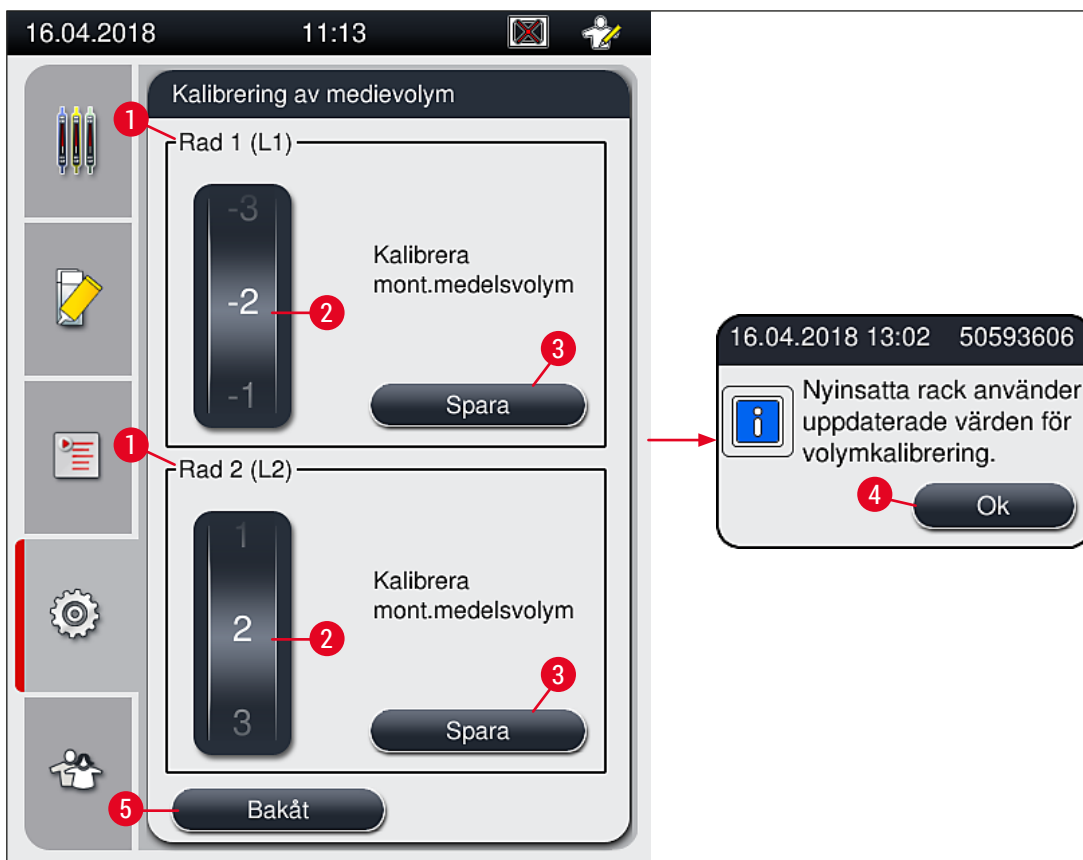 16.04.2018 11:13
Kalibrering av medievolym
1
Rad 1 (L1)
-3
-2
-1
2
Kalibrera
mont.medelsvolym
3
Spara
1
Rad 2 (L2)
1
2
3
2
Kalibrera
mont.medelsvolym
3
Spara
5
Bakåt
16.04.2018 13:02 50593606
Nyinsatta rack använder
uppdaterade värden för
volymkalibrering.
4
Ok